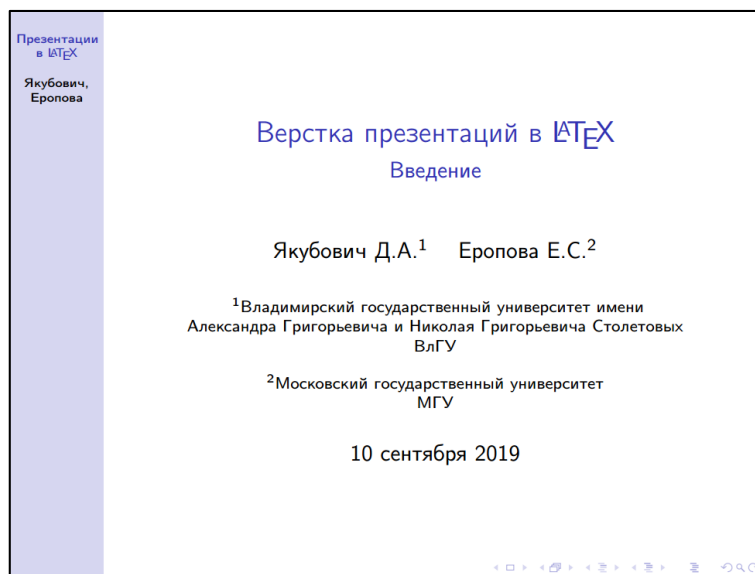 Презентации
в LATEX
Якубович,
Еропова
Верстка презентаций в LATEX
Введение
Якубович Д.А.¹ Еропова Е.С.²
¹Владимирский государственный университет имени
Александра Григорьевича и Николая Григорьевича Столетовых
ВлГУ
²Московский государственный университет
МГУ
10 сентября 2019